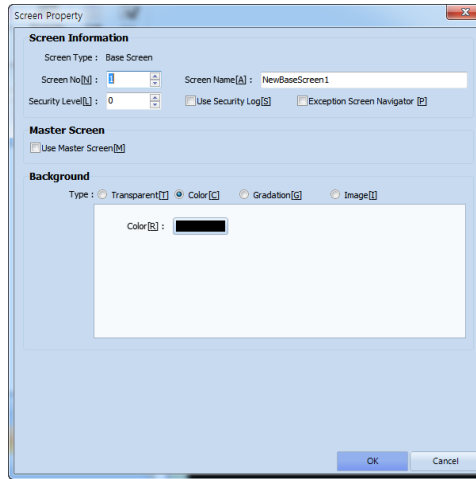 Screen Property
Screen Information
Screen Type : Base Screen
Screen No[N] : 1 Screen Name[A] : NewBaseScreen1
Security Level[L] : 0 Use Security Log[S] Exception Screen Navigator [P]
Master Screen
Use Master Screen[M]
Background
Type : Transparent[T] Color[C] Gradation[G] Image[I]
Color[R] :
OK Cancel